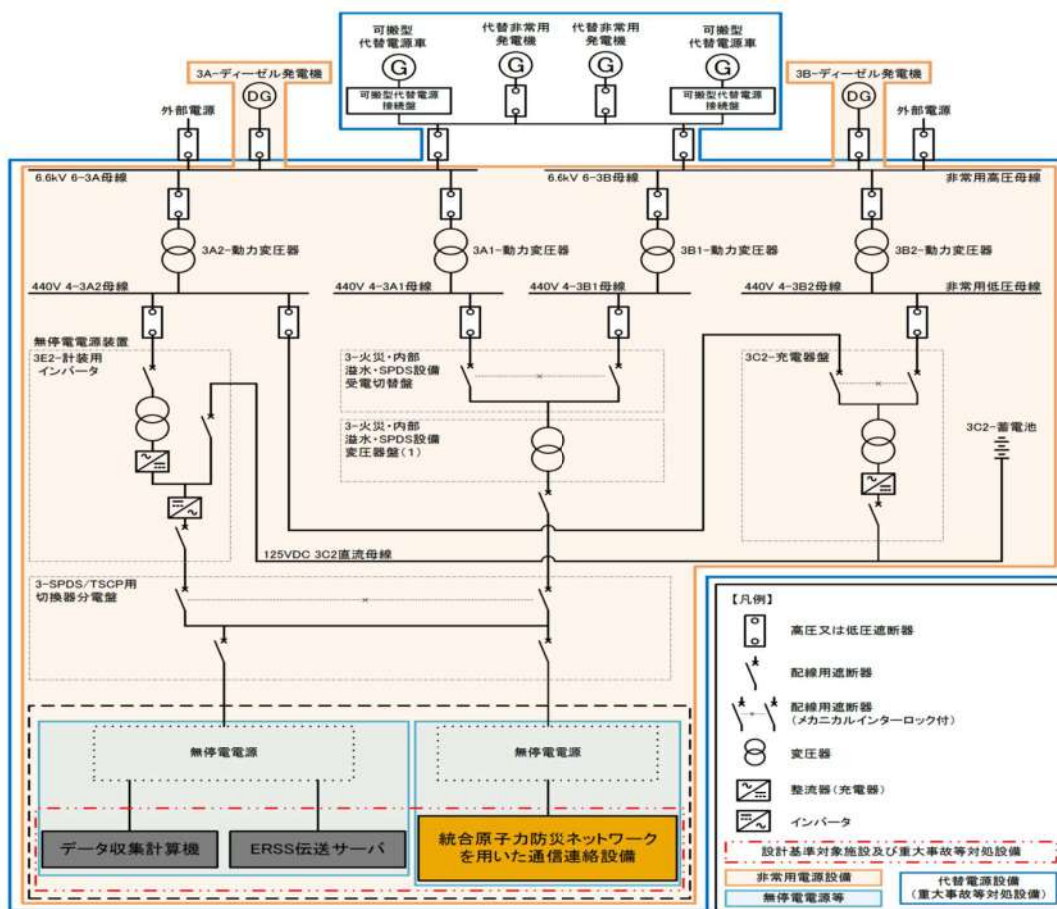 可搬型
代替電源車
代替非常用
発電機
代替非常用
発電機
可搬型
代替電源車
G
G
G
G
可搬型代替電源
接続盤
可搬型代替電源
接続盤
3A-ディーゼル発電機
DG
外部電源
3B-ディーゼル発電機
DG
外部電源
6.6kV 6-3A母線
6.6kV 6-3B母線
非常用高圧母線
3A2-動力変圧器
3A1-動力変圧器
3B1-動力変圧器
3B2-動力変圧器
440V 4-3A2母線
440V 4-3A1母線
440V 4-3B1母線
440V 4-3B2母線
非常用低圧母線
無停電電源装置
3E2-計装用
インバータ
3-火災・内部
溢水・SPDS設備
受電切替盤
3-火災・内部
溢水・SPDS設備
変圧器盤(1)
3C2-充電器盤
3C2-蓄電池
125VDC 3C2直流母線
3-SPDS/TSCP用
切換器分電盤
無停電電源
無停電電源
データ収集計算機
ERSS伝送サーバ
統合原子力防災ネットワーク
を用いた通信連絡設備
【凡例】
高圧又は低圧遮断器
配線用遮断器
配線用遮断器
(メカニカルインターロック付)
変圧器
整流器(充電器)
インバータ
設計基準対象施設及び重大事故等対処設備
非常用電源設備
無停電電源等
代替電源設備
(重大事故等対処設備)